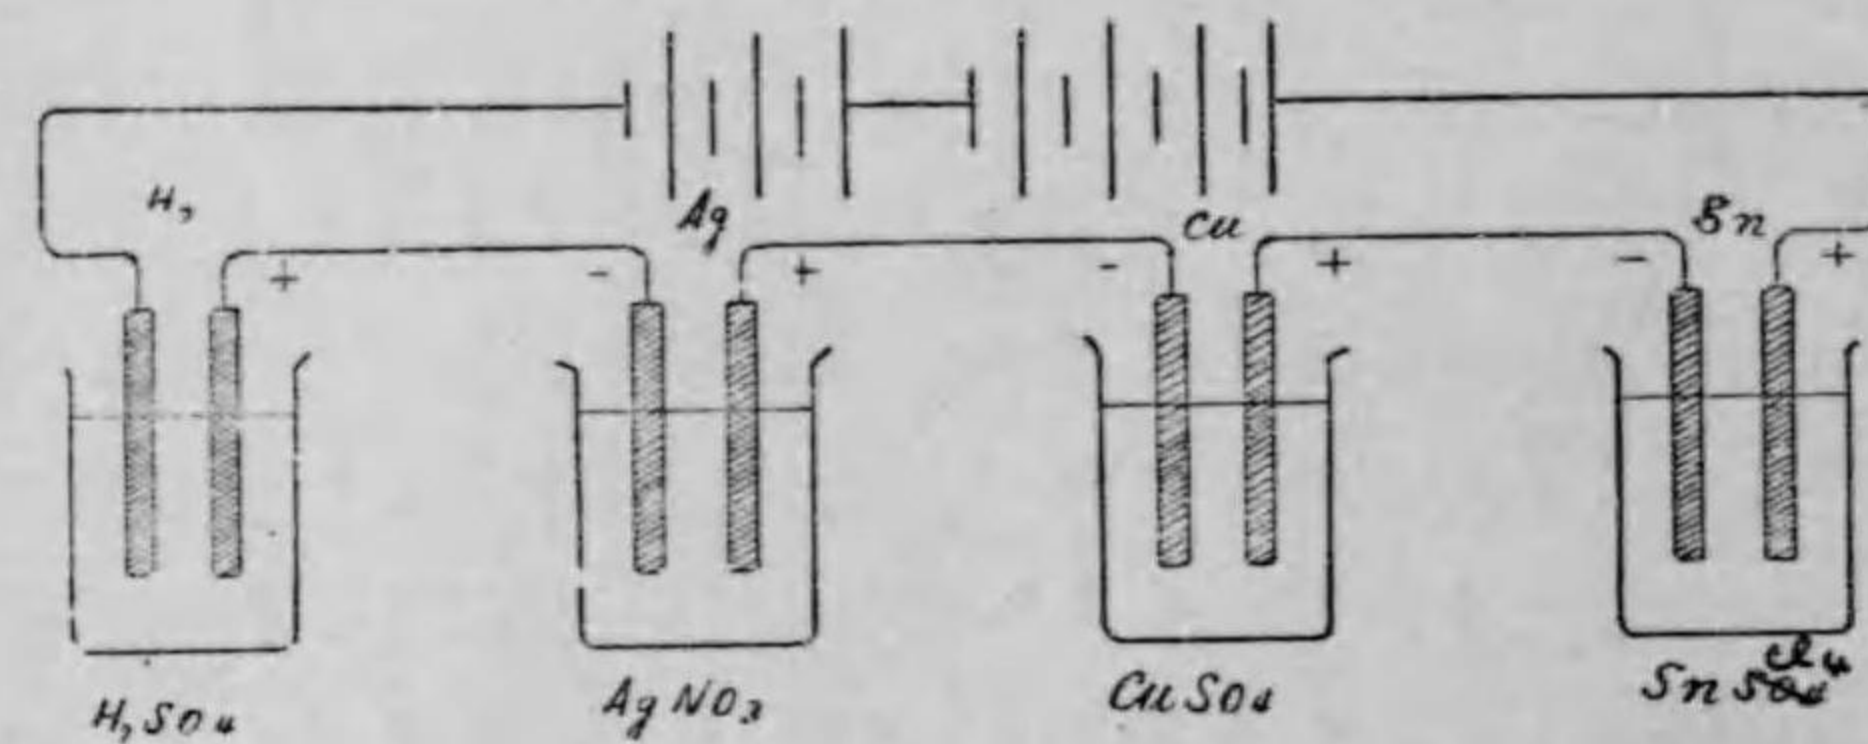 H₂ Ag Cu Sn
+ - + - + - +
H₂SO₄ AgNO₃ CuSO₄ SnSO₄ Cl₄